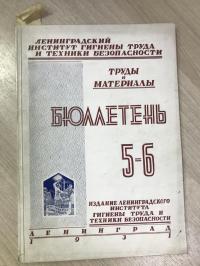 ЛЕНИНГРАДСКИЙ
ИНСТИТУТ ГИГИЕНЫ ТРУДА
И ТЕХНИКИ БЕЗОПАСНОСТИ
ТРУДЫ
И
МАТЕРИАЛЫ
БЮЛЛЕТЕНЬ
5-6
ИЗДАНИЕ ЛЕНИНГРАДСКОГО
ИНСТИТУТА
ГИГИЕНЫ ТРУДА И
ТЕХНИКИ БЕЗОПАСНОСТИ
ЛЕНИНГРАД